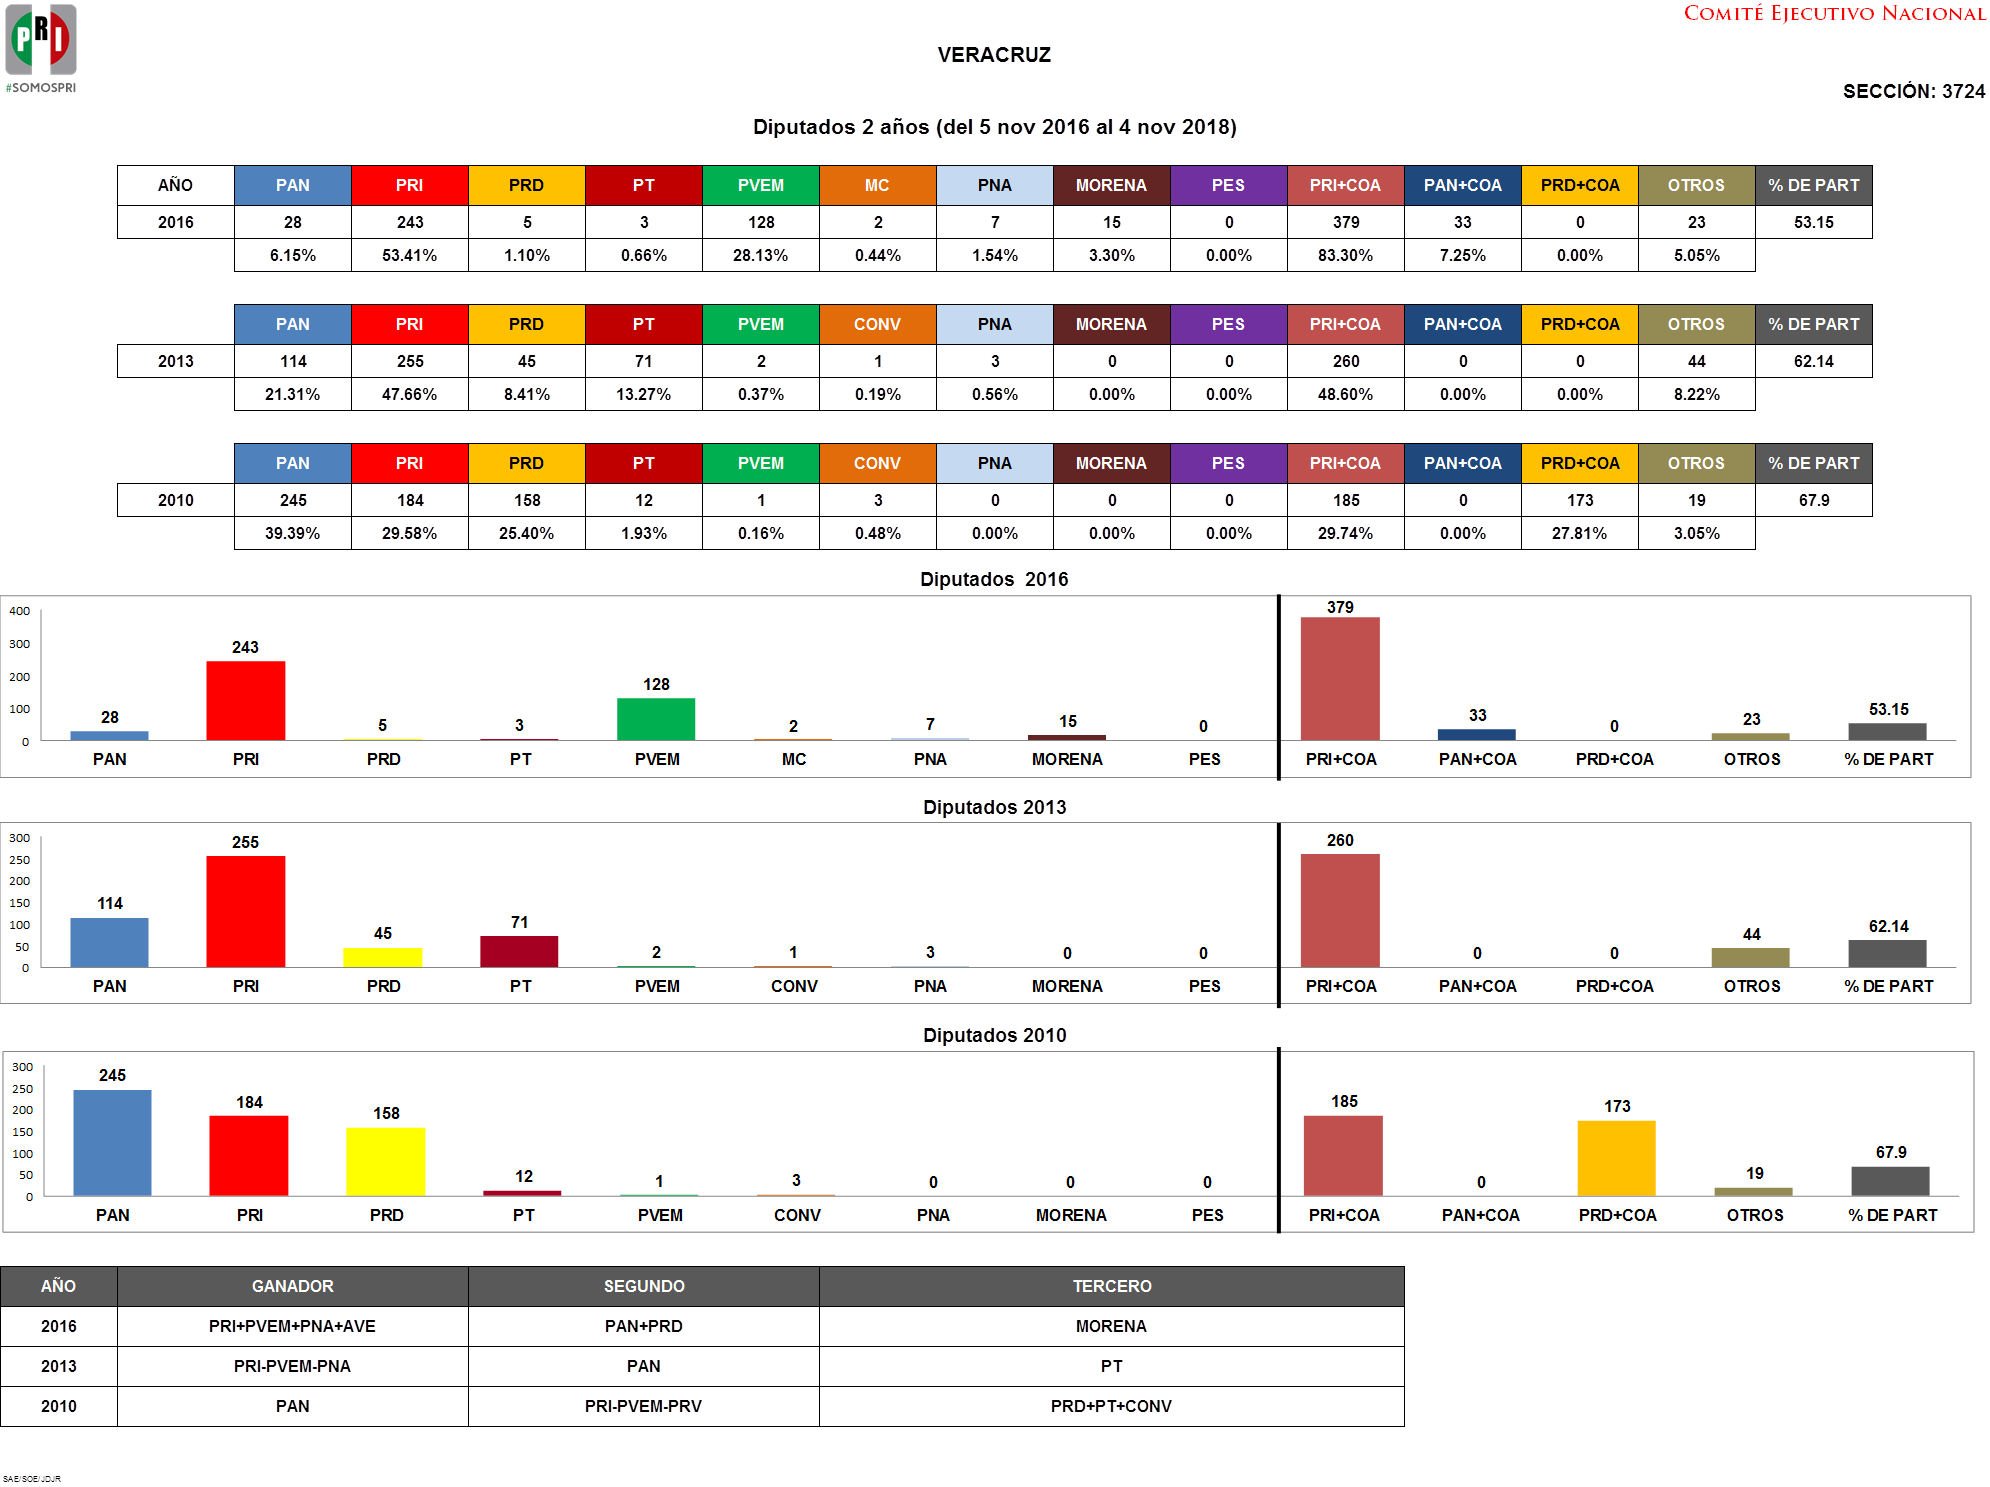 PRI
#SOMOSPRI
COMITÉ EJECUTIVO NACIONAL
VERACRUZ
SECCIÓN: 3724
Diputados 2 años (del 5 nov 2016 al 4 nov 2018)
AÑO PAN PRI PRD PT PVEM MC PNA MORENA PES PRI+COA PAN+COA PRD+COA OTROS % DE PART
2016 28 243 5 3 128 2 7 15 0 379 33 0 23 53.15
6.15% 53.41% 1.10% 0.66% 28.13% 0.44% 1.54% 3.30% 0.00% 83.30% 7.25% 0.00% 5.05%
PAN PRI PRD PT PVEM CONV PNA MORENA PES PRI+COA PAN+COA PRD+COA OTROS % DE PART
2013 114 255 45 71 2 1 3 0 0 260 0 0 44 62.14
21.31% 47.66% 8.41% 13.27% 0.37% 0.19% 0.56% 0.00% 0.00% 48.60% 0.00% 0.00% 8.22%
PAN PRI PRD PT PVEM CONV PNA MORENA PES PRI+COA PAN+COA PRD+COA OTROS % DE PART
2010 245 184 158 12 1 3 0 0 0 185 0 173 19 67.9
39.39% 29.58% 25.40% 1.93% 0.16% 0.48% 0.00% 0.00% 0.00% 29.74% 0.00% 27.81% 3.05%
Diputados 2016
400
300
200
100
0
28 243 5 3 128 2 7 15 0 379 33 0 23 53.15
PAN PRI PRD PT PVEM MC PNA MORENA PES PRI+COA PAN+COA PRD+COA OTROS % DE PART
Diputados 2013
300
250
200
150
100
50
0
114 255 45 71 2 1 3 0 0 260 0 0 44 62.14
PAN PRI PRD PT PVEM CONV PNA MORENA PES PRI+COA PAN+COA PRD+COA OTROS % DE PART
Diputados 2010
300
250
200
150
100
50
0
245 184 158 12 1 3 0 0 0 185 0 173 19 67.9
PAN PRI PRD PT PVEM CONV PNA MORENA PES PRI+COA PAN+COA PRD+COA OTROS % DE PART
AÑO GANADOR SEGUNDO TERCERO
2016 PRI+PVEM+PNA+AVE PAN+PRD MORENA
2013 PRI-PVEM-PNA PAN PT
2010 PAN PRI-PVEM-PRV PRD+PT+CONV
SAE/SOE/JDJR